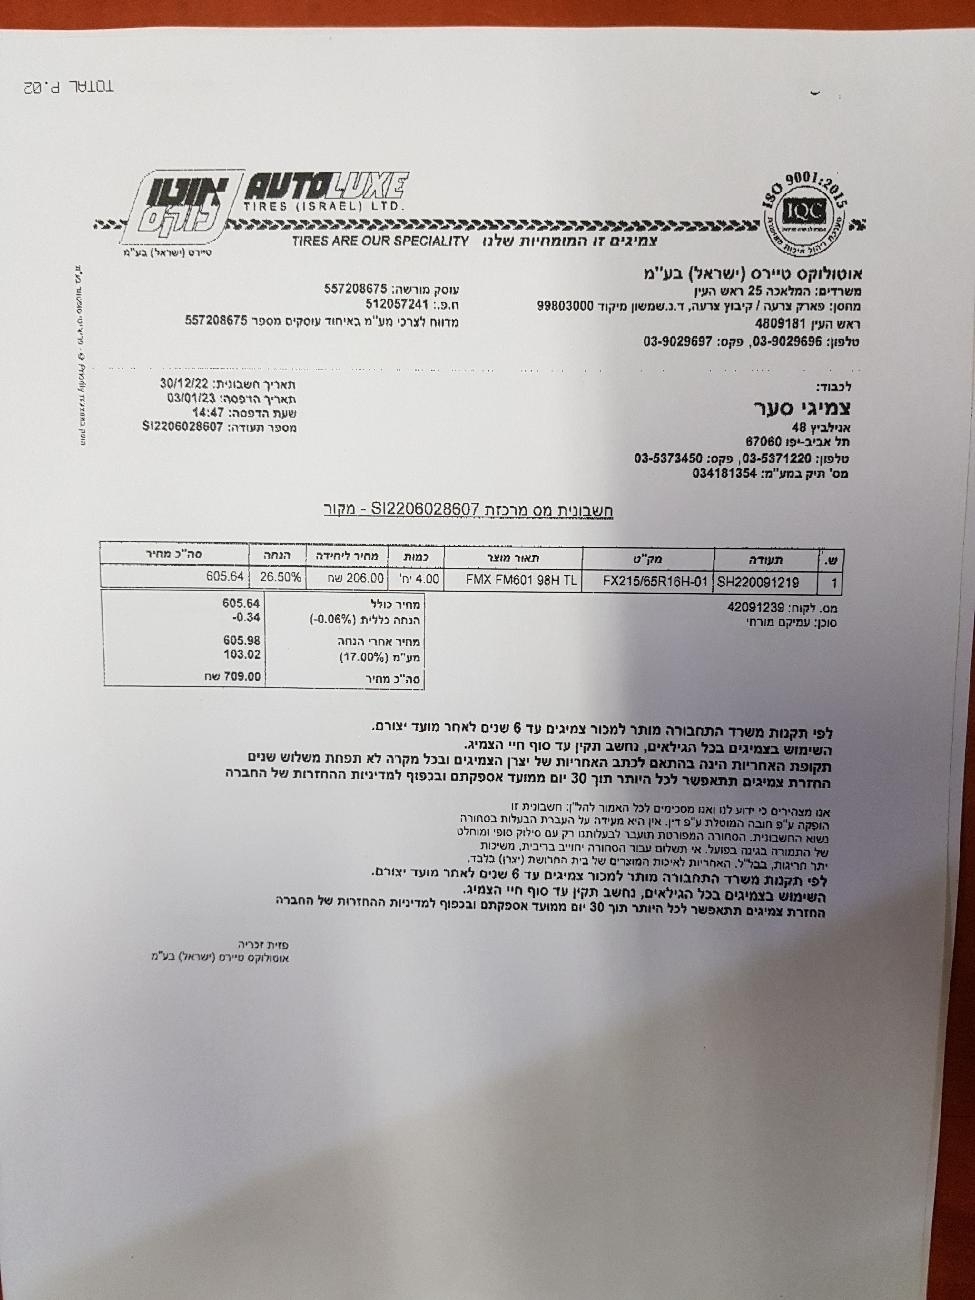 TOTAL P.02
ISO 9001:2015
IQC
אוטו
לוקס
AUTOLUXE
TIRES (ISRAEL) LTD.
טיירס (ישראל) בע"מ
צמיגים זו המומחיות שלנו TIRES ARE OUR SPECIALITY
אוטולוקס טיירס (ישראל) בע"מ
משרדים: המלאכה 25 ראש העין
מחסן: פארק צרעה / קיבוץ צרעה, ד.נ.שמשון מיקוד 99803000
ראש העין 4809181
טלפון: 03-9029696, פקס: 03-9029697
עוסק מורשה: 557208675
ח.פ.: 512057241
מדווח לצרכי מע"מ באיחוד עוסקים מספר 557208675
לכבוד:
צמיגי סער
אנילביץ 48
תל אביב-יפו 67060
טלפון: 03-5371220, פקס: 03-5373450
מס' תיק במע"מ: 034181354
תאריך חשבונית: 30/12/22
תאריך הדפסה: 03/01/23
שעת הדפסה: 14:47
מספר תעודה: SI2206028607
חשבונית מס מרכזת SI2206028607 - מקור
ש. תעודה מק"ט תאור מוצר כמות מחיר ליחידה הנחה סה"כ מחיר
1 SH220091219 FX215/65R16H-01 FMX FM601 98H TL 4.00 יח' 206.00 שח 26.50% 605.64
מס. לקוח: 42091239
סוכן: עמיקם מורחי
מחיר כולל 605.64
הנחה כללית (-0.06%) -0.34
מחיר אחרי הנחה 605.98
מע"מ (17.00%) 103.02
סה"כ מחיר 709.00 שח
לפי תקנות משרד התחבורה מותר למכור צמיגים עד 6 שנים לאחר מועד יצורם.
השימוש בצמיגים בכל הגילאים, נחשב תקין עד סוף חיי הצמיג.
תקופת האחריות הינה בהתאם לכתב האחריות של יצרן הצמיגים ובכל מקרה לא תפחת משלוש שנים
החזרת צמיגים תתאפשר לכל היותר תוך 30 יום ממועד אספקתם ובכפוף למדיניות ההחזרות של החברה
אנו מצהירים כי ידוע לנו ואנו מסכימים לכל האמור להל"ן: חשבונית זו
הופקה ע"פ חובה המוטלת ע"פ דין. אין היא מעידה על העברת הבעלות בסחורה
נשוא החשבונית. הסחורה המפורטת תועבר לבעלותנו רק עם סילוק סופי ומוחלט
של התמורה בגינה בפועל. אי תשלום עבור הסחורה יחוייב בריבית, משיכות
יתר חריגות, בבל"ל. האחריות לאיכות המוצרים של בית החרושת (יצרן) בלבד.
לפי תקנות משרד התחבורה מותר למכור צמיגים עד 6 שנים לאחר מועד יצורם.
השימוש בצמיגים בכל הגילאים, נחשב תקין עד סוף חיי הצמיג.
החזרת צמיגים תתאפשר לכל היותר תוך 30 יום ממועד אספקתם ובכפוף למדיניות ההחזרות של החברה
פזית זכריה
אוטולוקס טיירס (ישראל) בע"מ